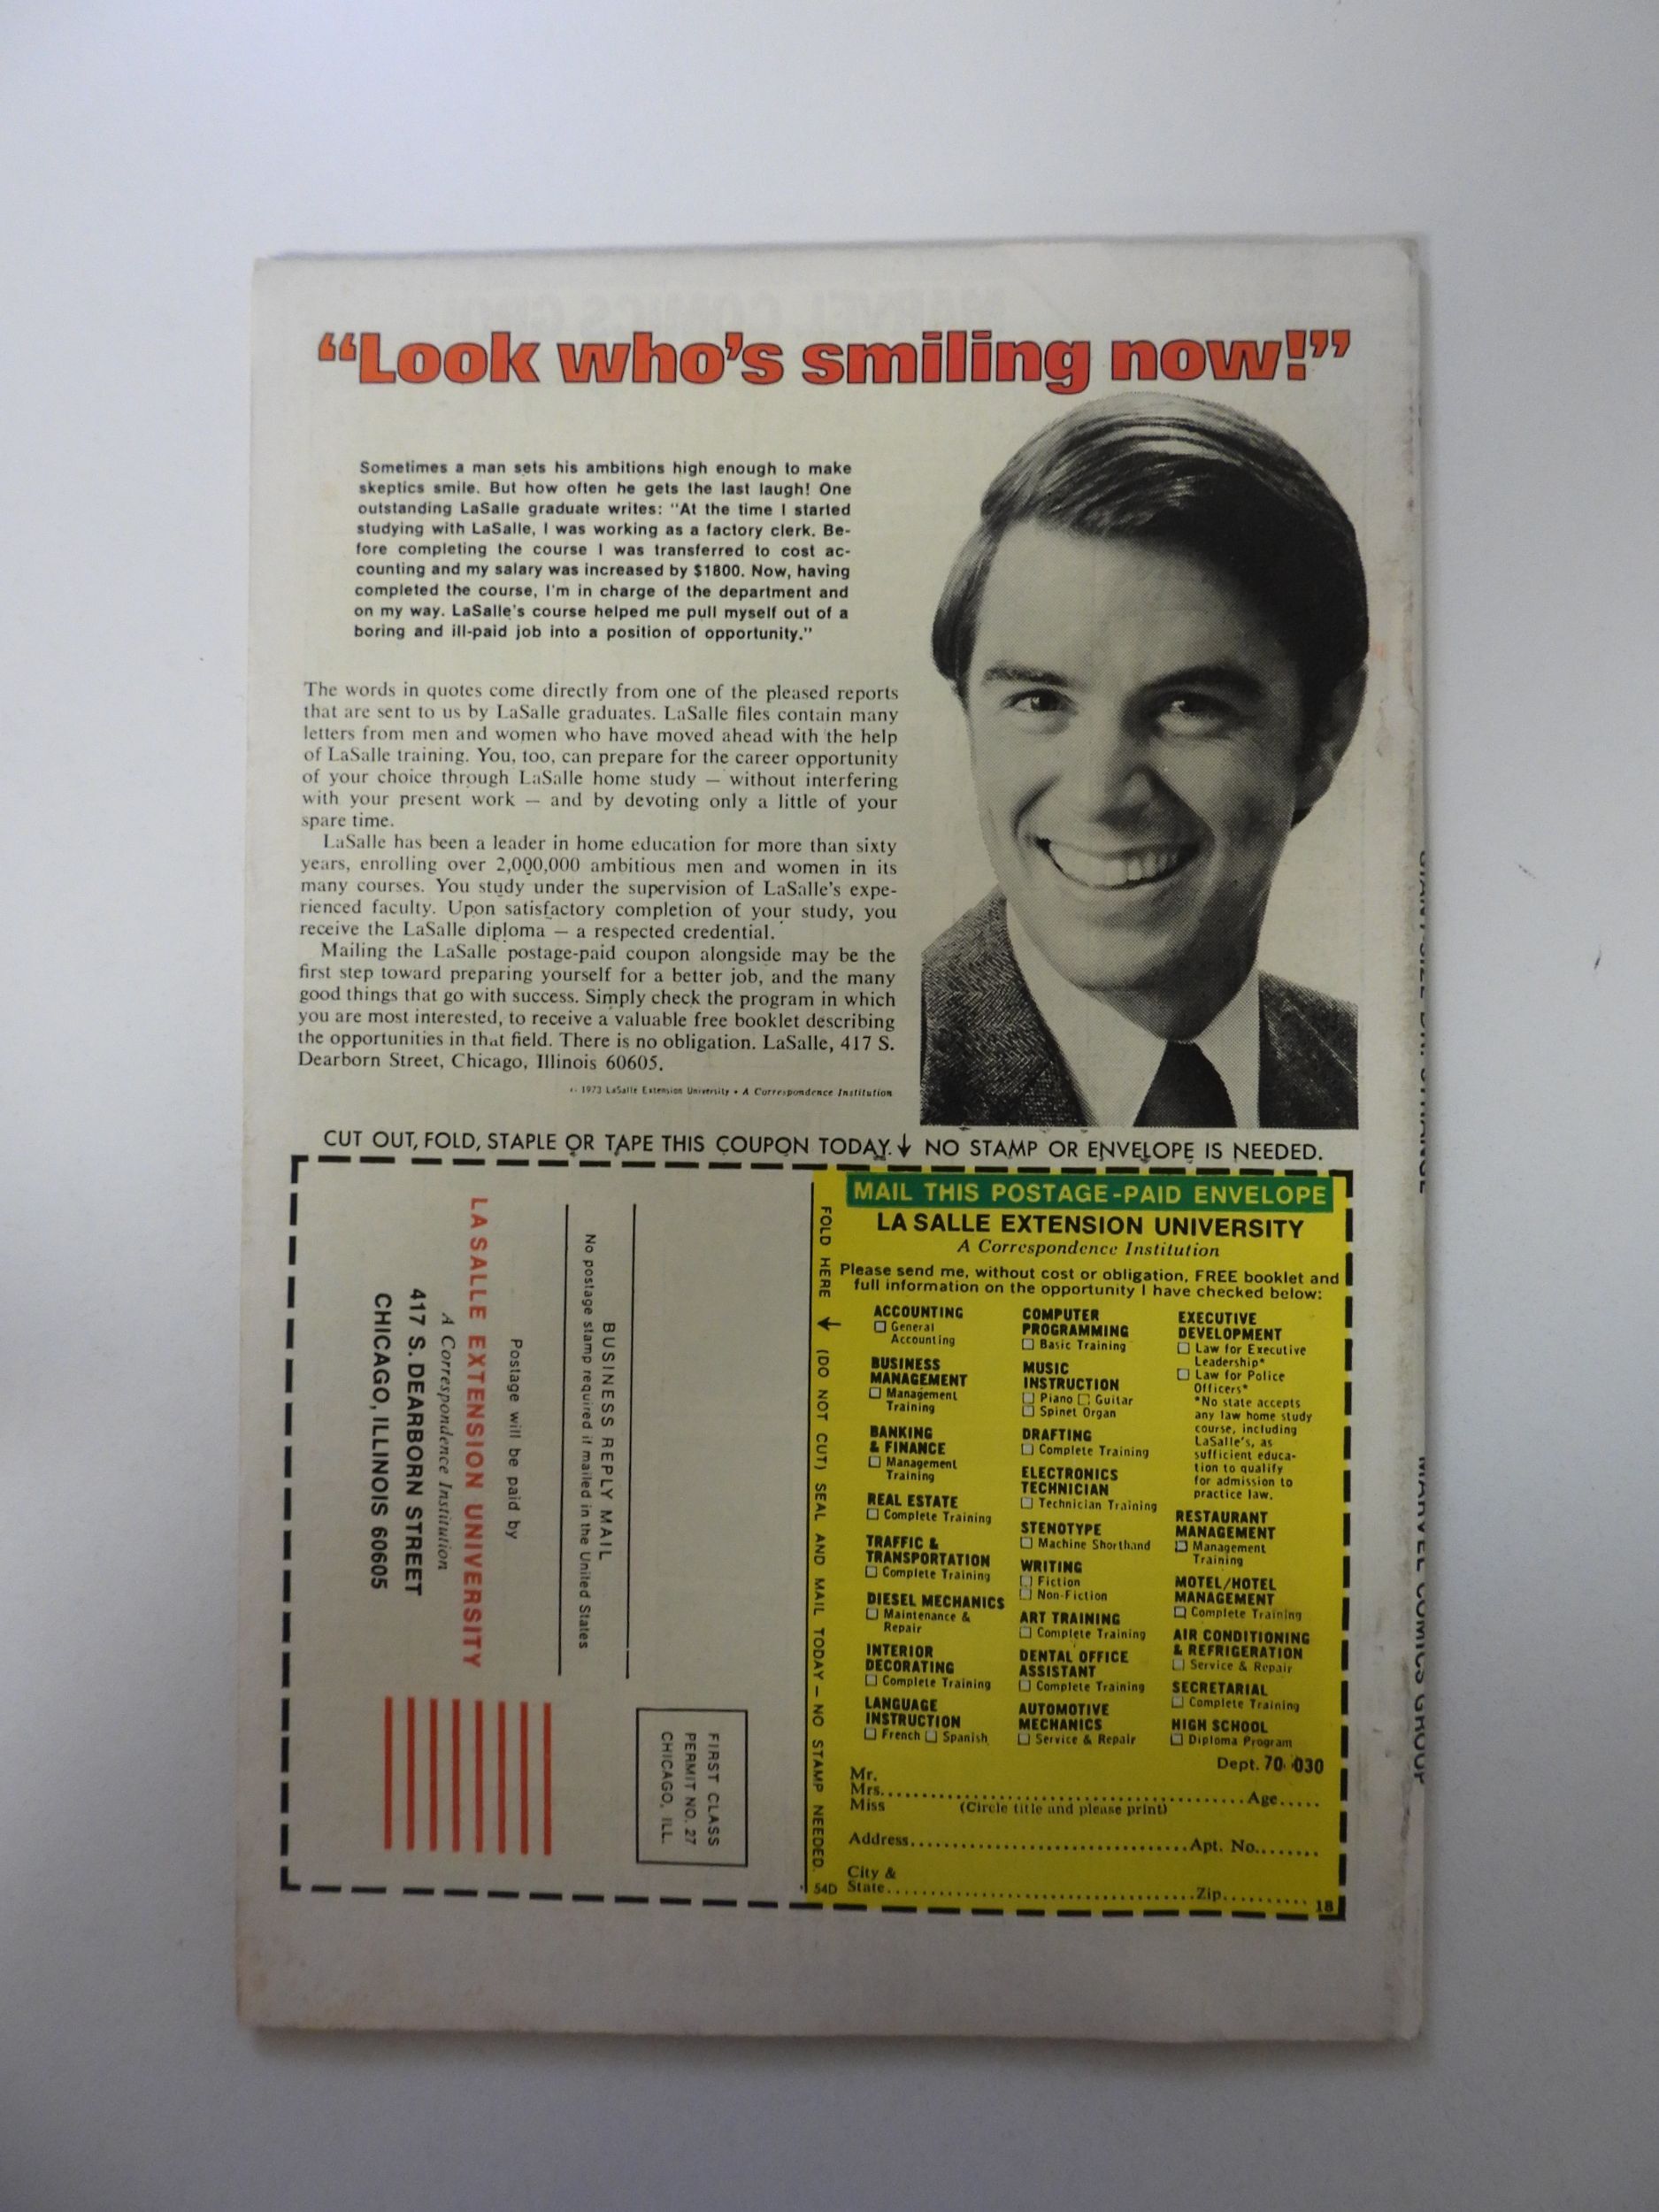 “Look who’s smiling now!”
Sometimes a man sets his ambitions high enough to make
skeptics smile. But how often he gets the last laugh! One
outstanding LaSalle graduate writes: "At the time I started
studying with LaSalle, I was working as a factory clerk. Be-
fore completing the course I was transferred to cost ac-
counting and my salary was increased by $1800. Now, having
completed the course, I'm in charge of the department and
on my way. LaSalle's course helped me pull myself out of a
boring and ill-paid job into a position of opportunity."
The words in quotes come directly from one of the pleased reports
that are sent to us by LaSalle graduates. LaSalle files contain many
letters from men and women who have moved ahead with the help
of LaSalle training. You, too, can prepare for the career opportunity
of your choice through LaSalle home study — without interfering
with your present work — and by devoting only a little of your
spare time.
LaSalle has been a leader in home education for more than sixty
years, enrolling over 2,000,000 ambitious men and women in its
many courses. You study under the supervision of LaSalle's expe-
rienced faculty. Upon satisfactory completion of your study, you
receive the LaSalle diploma — a respected credential.
Mailing the LaSalle postage-paid coupon alongside may be the
first step toward preparing yourself for a better job, and the many
good things that go with success. Simply check the program in which
you are most interested, to receive a valuable free booklet describing
the opportunities in that field. There is no obligation. LaSalle, 417 S.
Dearborn Street, Chicago, Illinois 60605.
© 1973 LaSalle Extension University • A Correspondence Institution
CUT OUT, FOLD, STAPLE OR TAPE THIS COUPON TODAY. ↓ NO STAMP OR ENVELOPE IS NEEDED.
FIRST CLASS
PERMIT NO. 27
CHICAGO, ILL.
BUSINESS REPLY MAIL
No postage stamp required if mailed in the United States
Postage will be paid by
LA SALLE EXTENSION UNIVERSITY
A Correspondence Institution
417 S. DEARBORN STREET
CHICAGO, ILLINOIS 60605
FOLD HERE ↓ (DO NOT CUT) SEAL AND MAIL TODAY — NO STAMP NEEDED.
54D
MAIL THIS POSTAGE-PAID ENVELOPE
LA SALLE EXTENSION UNIVERSITY
A Correspondence Institution
Please send me, without cost or obligation, FREE booklet and
full information on the opportunity I have checked below:
ACCOUNTING
☐ General
Accounting
BUSINESS
MANAGEMENT
☐ Management
Training
BANKING
& FINANCE
☐ Management
Training
REAL ESTATE
☐ Complete Training
TRAFFIC &
TRANSPORTATION
☐ Complete Training
DIESEL MECHANICS
☐ Maintenance &
Repair
INTERIOR
DECORATING
☐ Complete Training
LANGUAGE
INSTRUCTION
☐ French ☐ Spanish
COMPUTER
PROGRAMMING
☐ Basic Training
MUSIC
INSTRUCTION
☐ Piano ☐ Guitar
☐ Spinet Organ
DRAFTING
☐ Complete Training
ELECTRONICS
TECHNICIAN
☐ Technician Training
STENOTYPE
☐ Machine Shorthand
WRITING
☐ Fiction
☐ Non-Fiction
ART TRAINING
☐ Complete Training
DENTAL OFFICE
ASSISTANT
☐ Complete Training
AUTOMOTIVE
MECHANICS
☐ Service & Repair
EXECUTIVE
DEVELOPMENT
☐ Law for Executive
Leadership*
☐ Law for Police
Officers*
*No state accepts
any law home study
course, including
LaSalle's, as
sufficient educa-
tion to qualify
for admission to
practice law.
RESTAURANT
MANAGEMENT
☐ Management
Training
MOTEL/HOTEL
MANAGEMENT
☐ Complete Training
AIR CONDITIONING
& REFRIGERATION
☐ Service & Repair
SECRETARIAL
☐ Complete Training
HIGH SCHOOL
☐ Diploma Program
Dept. 70-030
Mr.
Mrs. Age
Miss (Circle title and please print)
Address Apt. No.
City &
State Zip
18
MARVEL COMICS GROUP